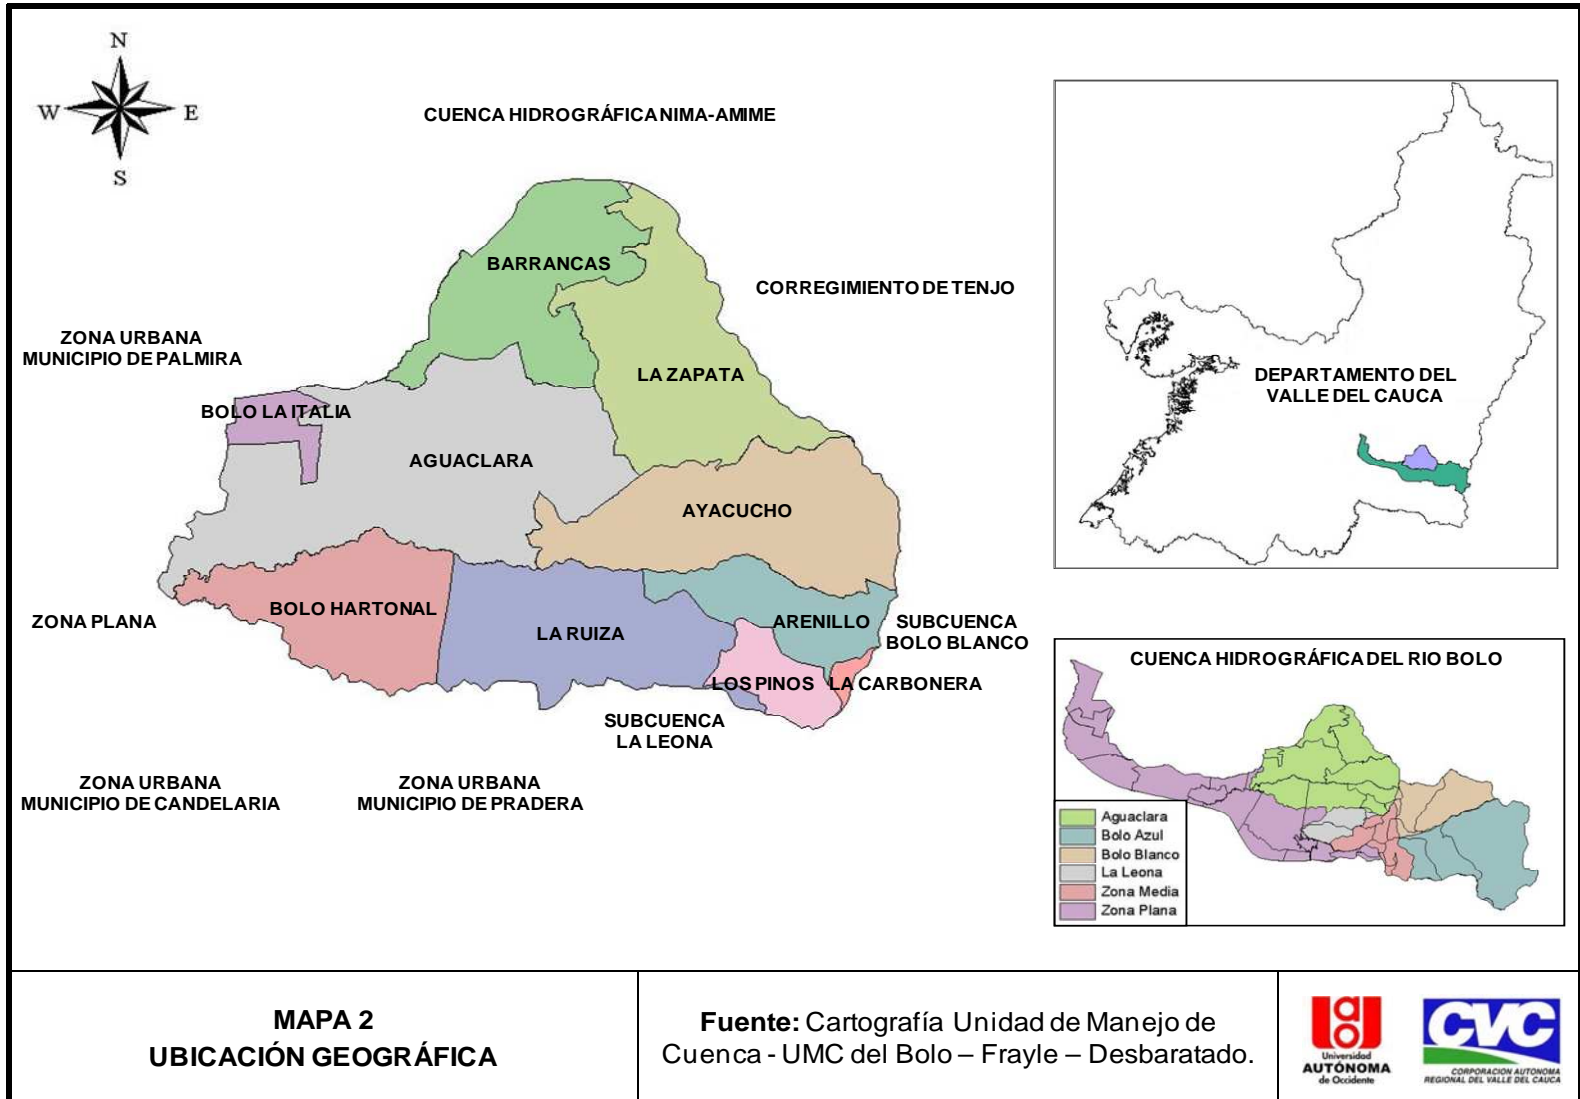 N
W
E
S
CUENCA HIDROGRÁFICA NIMA-AMIME
BARRANCAS
CORREGIMIENTO DE TENJO
ZONA URBANA
MUNICIPIO DE PALMIRA
LA ZAPATA
BOLO LA ITALIA
AGUACLARA
AYACUCHO
BOLO HARTONAL
ZONA PLANA
LA RUIZA
ARENILLO
SUBCUENCA
BOLO BLANCO
LOS PINOS
LA CARBONERA
SUBCUENCA
LA LEONA
ZONA URBANA
MUNICIPIO DE CANDELARIA
ZONA URBANA
MUNICIPIO DE PRADERA
DEPARTAMENTO DEL
VALLE DEL CAUCA
CUENCA HIDROGRÁFICA DEL RIO BOLO
Aguaclara
Bolo Azul
Bolo Blanco
La Leona
Zona Media
Zona Plana
MAPA 2
UBICACIÓN GEOGRÁFICA
Fuente: Cartografía Unidad de Manejo de
Cuenca - UMC del Bolo – Frayle – Desbaratado.
uao
Universidad
AUTÓNOMA
de Occidente
CVC
CORPORACION AUTONOMA
REGIONAL DEL VALLE DEL CAUCA